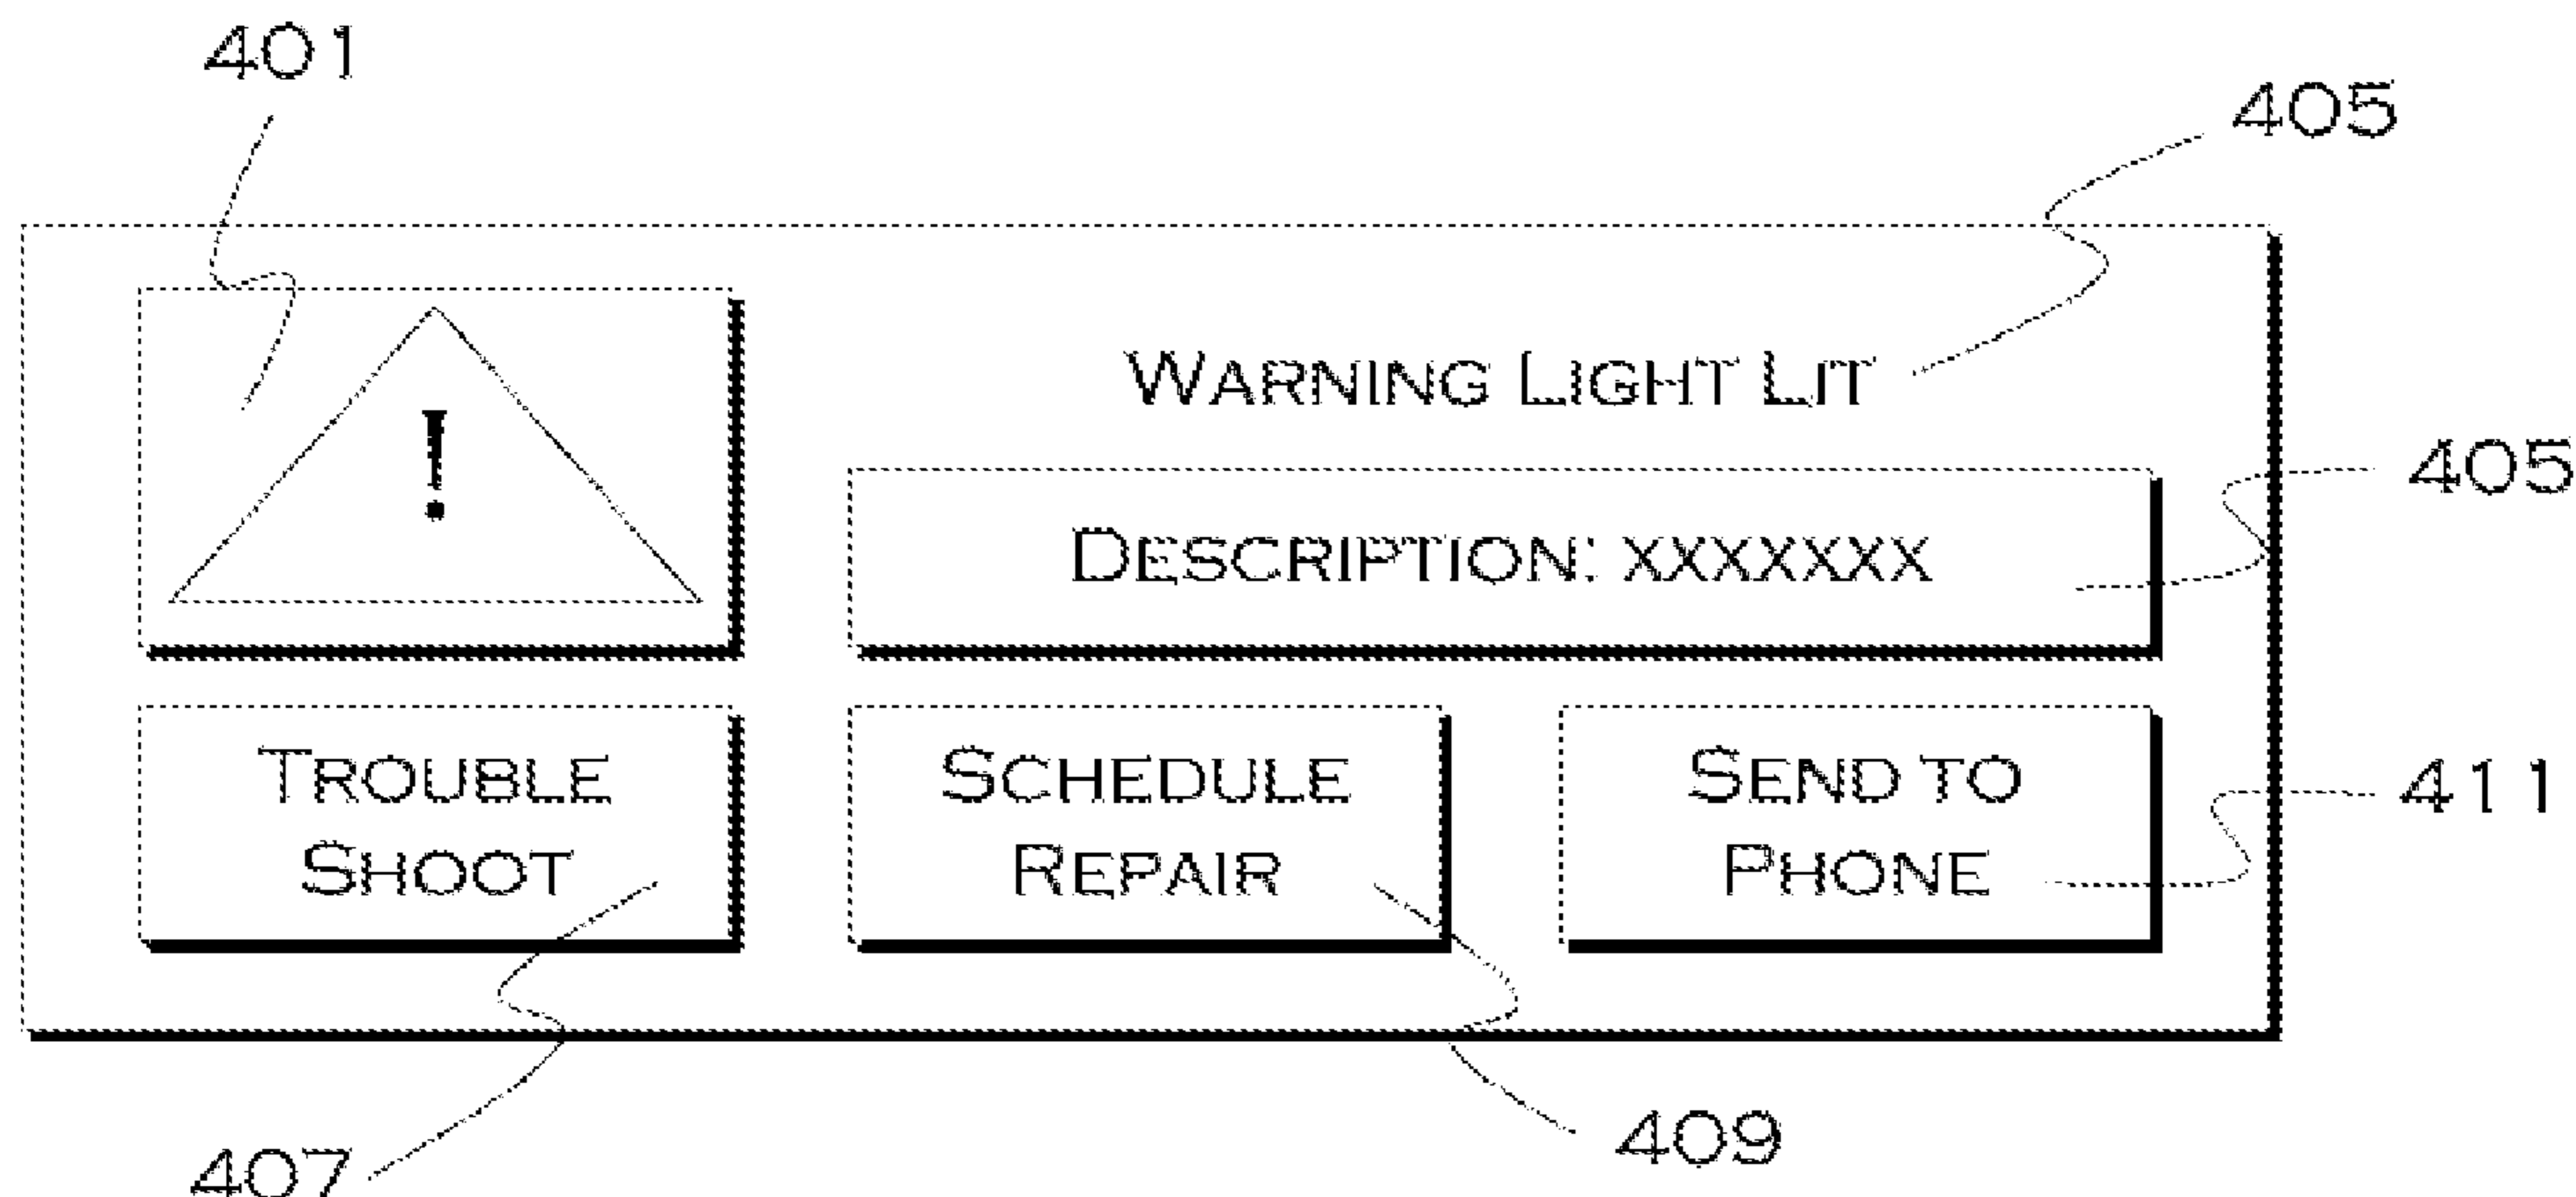 401
405
WARNING LIGHT LIT
!
405
DESCRIPTION: XXXXXXX
TROUBLE
SHOOT
SCHEDULE
REPAIR
SEND TO
PHONE
411
407
409